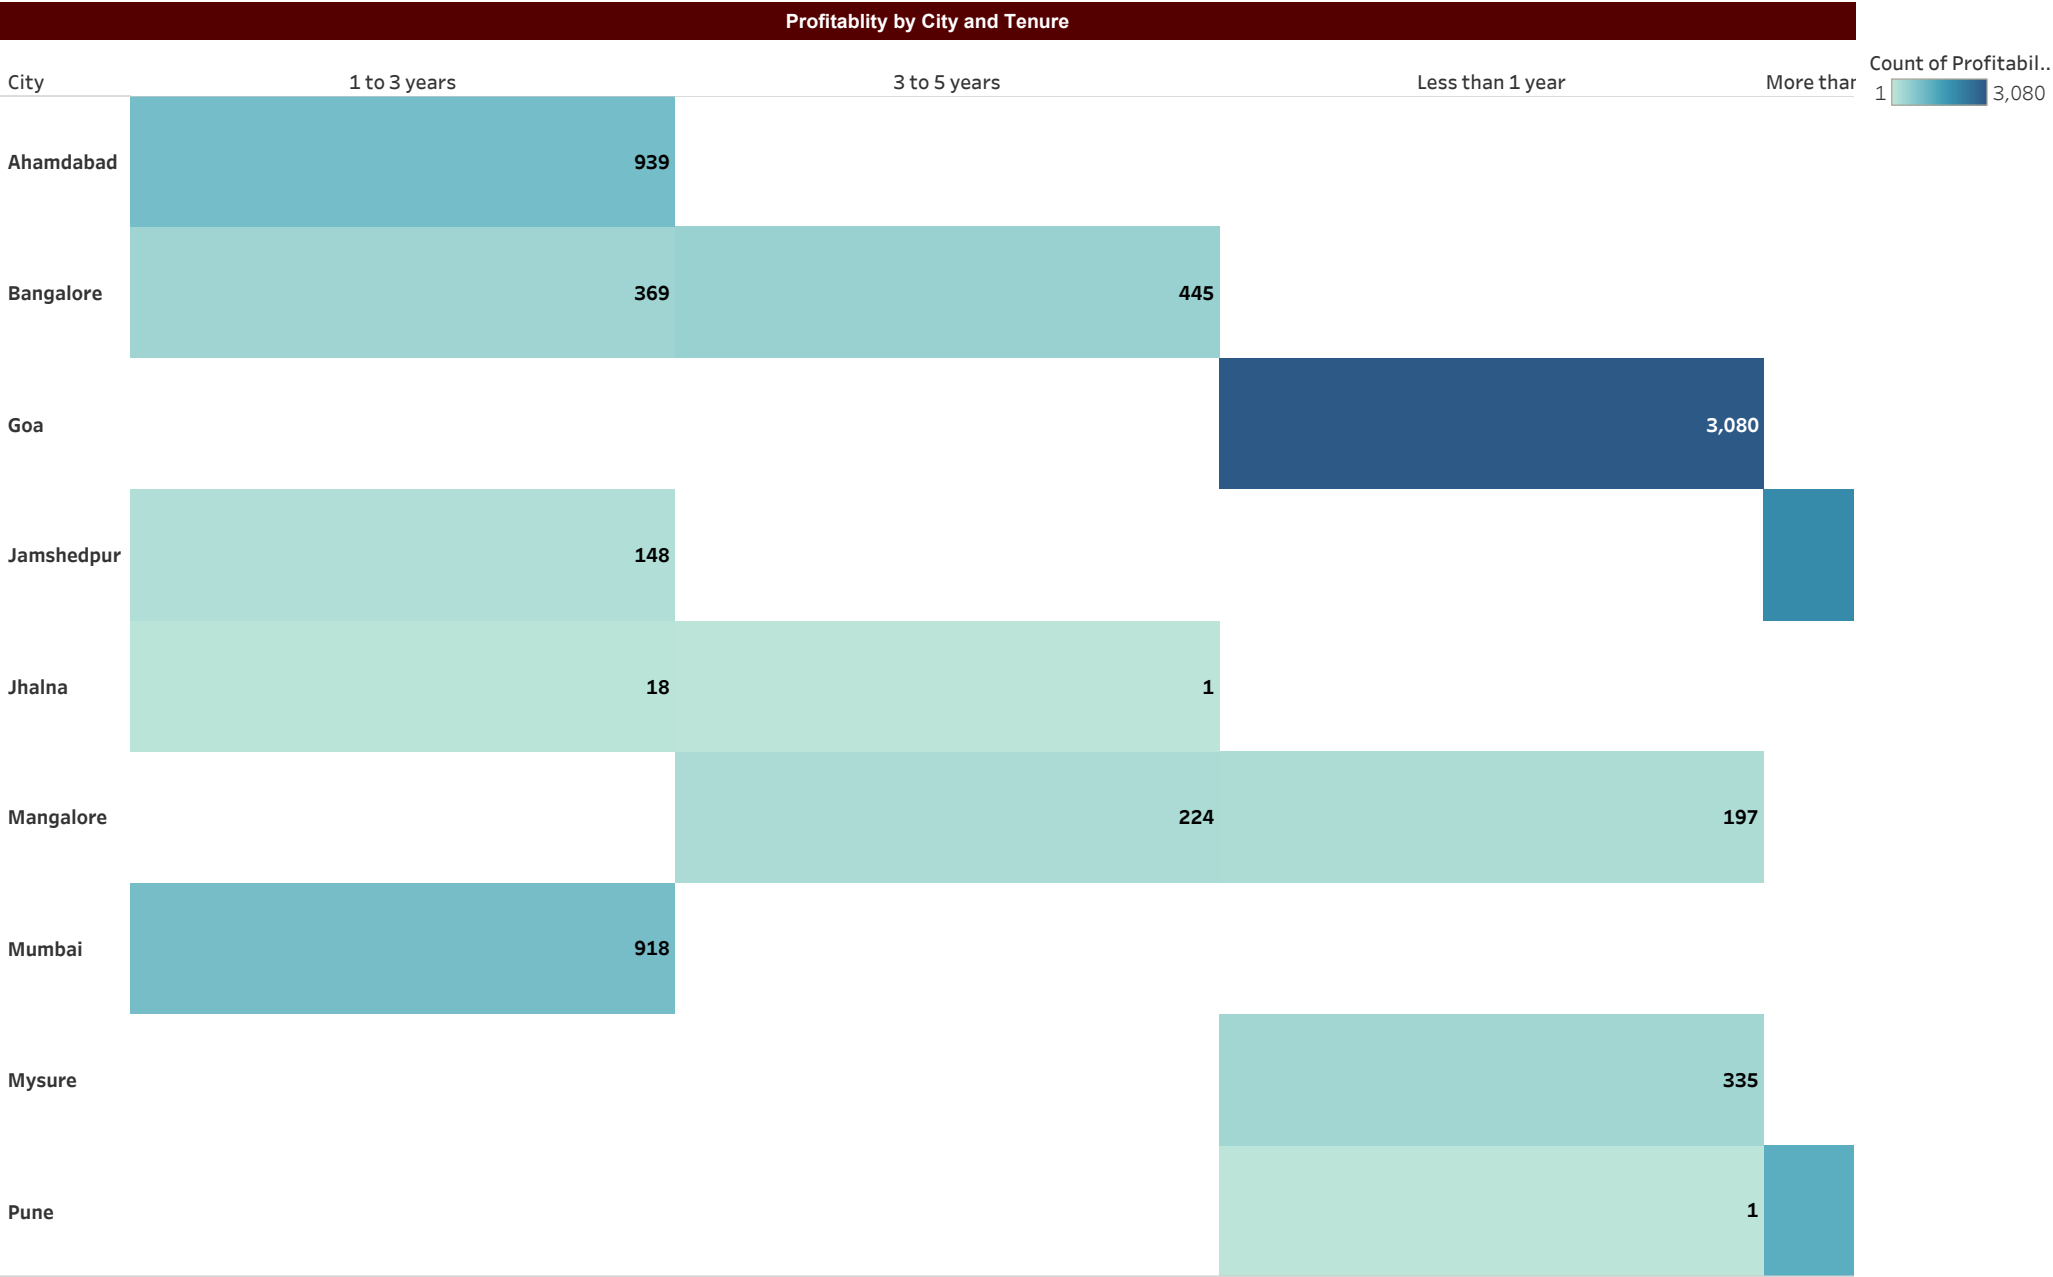 Profitablity by City and Tenure
City 1 to 3 years 3 to 5 years Less than 1 year More than
Count of Profitabil..
1 3,080
Ahamdabad 939
Bangalore 369 445
Goa 3,080
Jamshedpur 148
Jhalna 18 1
Mangalore 224 197
Mumbai 918
Mysure 335
Pune 1